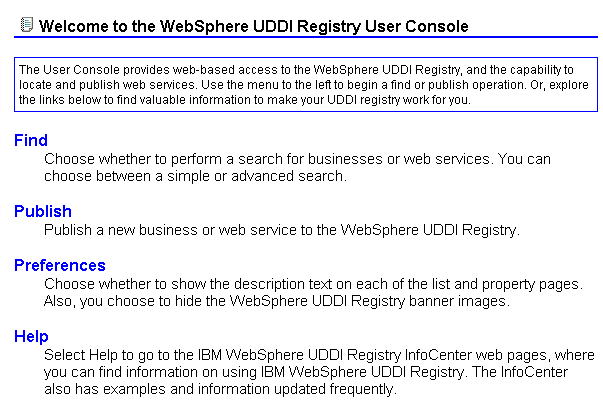 Welcome to the WebSphere UDDI Registry User Console
The User Console provides web-based access to the WebSphere UDDI Registry, and the capability to
locate and publish web services. Use the menu to the left to begin a find or publish operation. Or, explore
the links below to find valuable information to make your UDDI registry work for you.
Find
Choose whether to perform a search for businesses or web services. You can
choose between a simple or advanced search.
Publish
Publish a new business or web service to the WebSphere UDDI Registry.
Preferences
Choose whether to show the description text on each of the list and property pages.
Also, you choose to hide the WebSphere UDDI Registry banner images.
Help
Select Help to go to the IBM WebSphere UDDI Registry InfoCenter web pages, where
you can find information on using IBM WebSphere UDDI Registry. The InfoCenter
also has examples and information updated frequently.